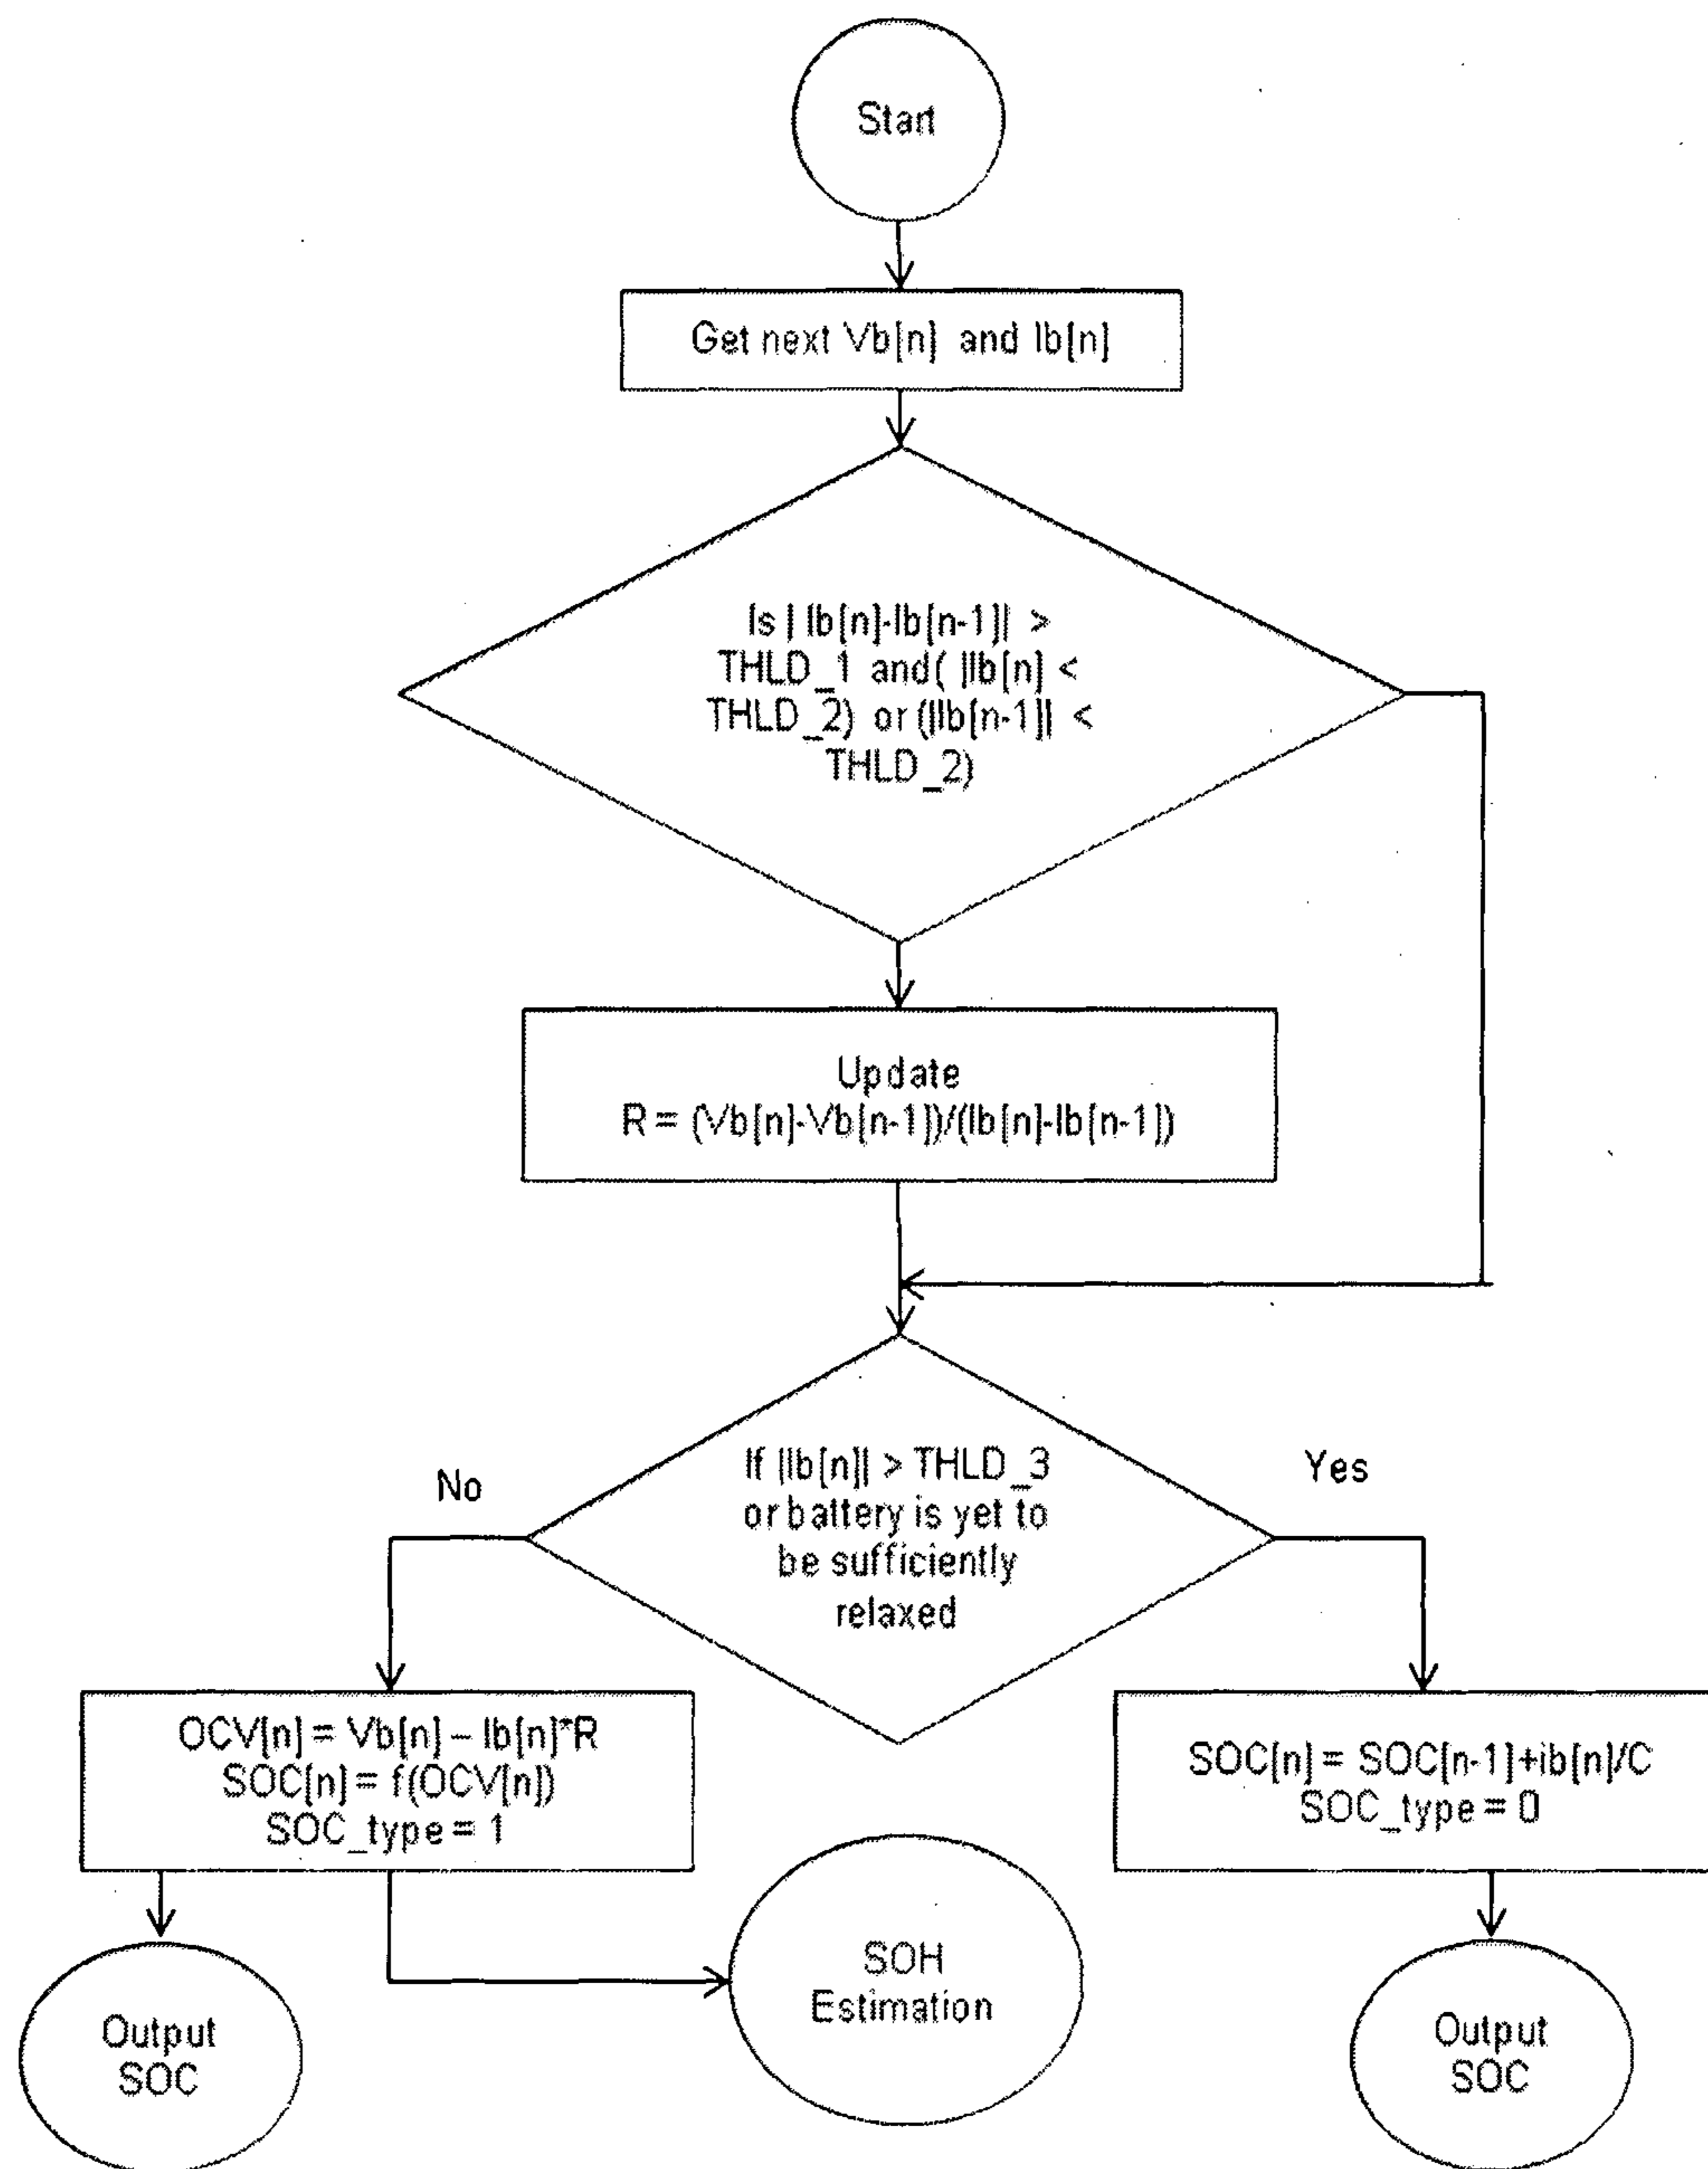 Start
Get next Vb[n] and Ib[n]
Is | Ib[n]-Ib[n-1]| >
THLD_1 and( |Ib[n] <
THLD_2) or (|Ib[n-1]| <
THLD_2)
Update
R = (Vb[n]-Vb[n-1])/(Ib[n]-Ib[n-1])
If |Ib[n]| > THLD_3
or battery is yet to
be sufficiently
relaxed
No
Yes
OCV[n] = Vb[n] – Ib[n]*R
SOC[n] = f(OCV[n])
SOC_type = 1
SOC[n] = SOC[n-1]+ib[n]/C
SOC_type = 0
SOH
Estimation
Output
SOC
Output
SOC